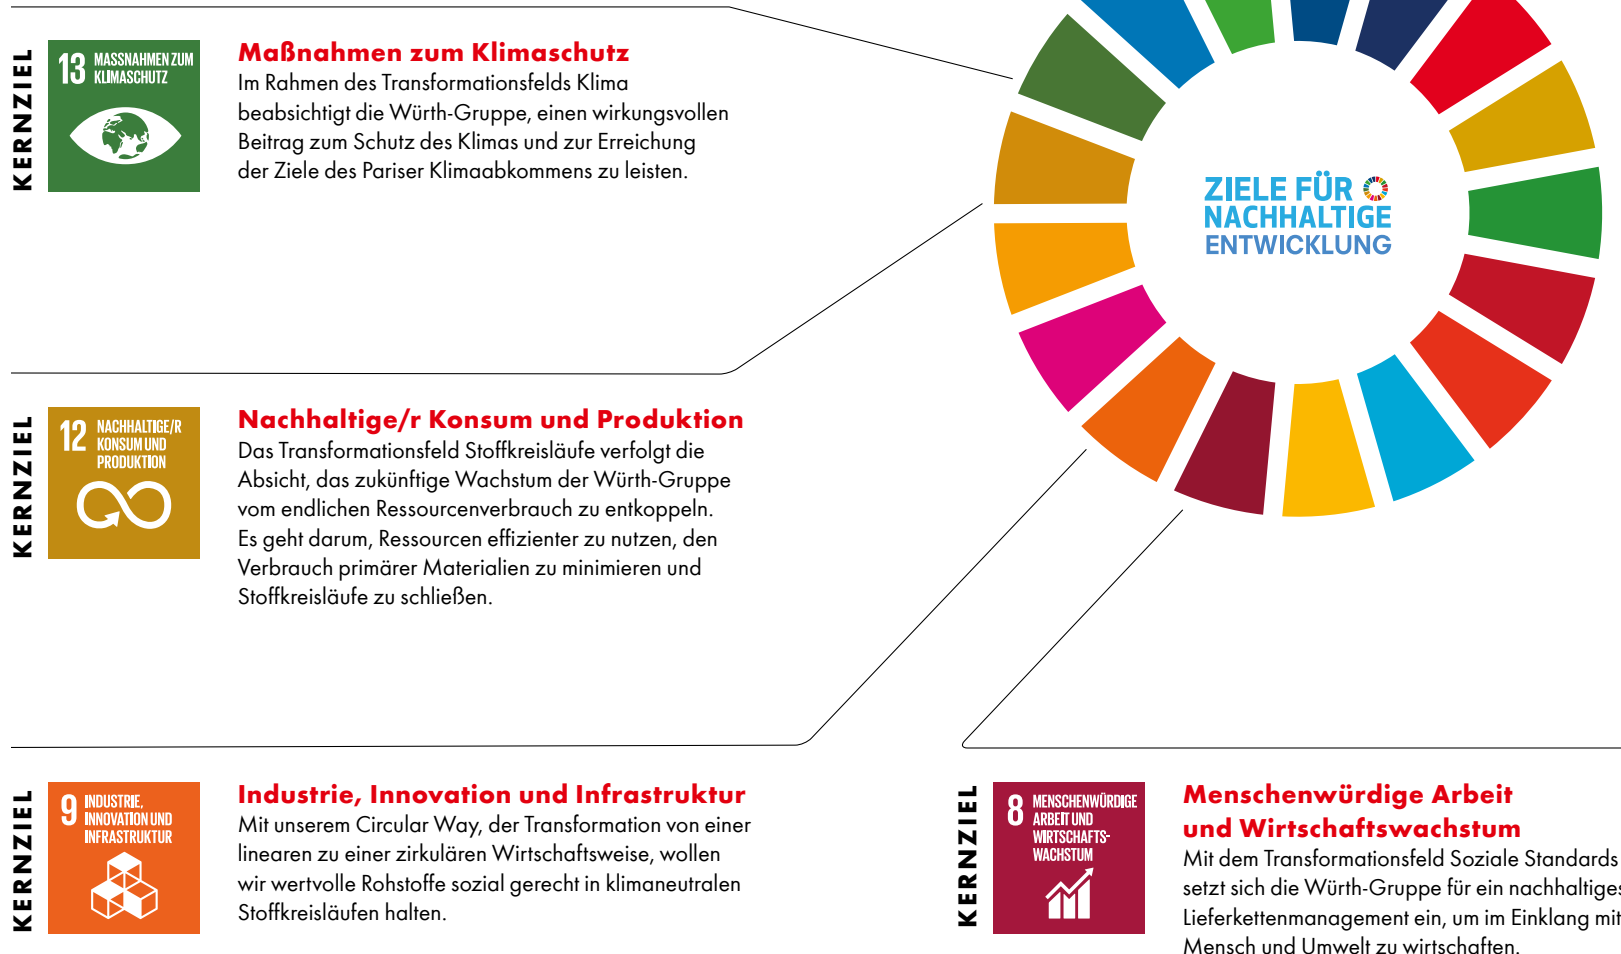 KERNZIEL
13 MASSNAHMEN ZUM
KLIMASCHUTZ
Maßnahmen zum Klimaschutz
Im Rahmen des Transformationsfelds Klima
beabsichtigt die Würth-Gruppe, einen wirkungsvollen
Beitrag zum Schutz des Klimas und zur Erreichung
der Ziele des Pariser Klimaabkommens zu leisten.
ZIELE FÜR
NACHHALTIGE
ENTWICKLUNG
KERNZIEL
12 NACHHALTIGE/R
KONSUM UND
PRODUKTION
Nachhaltige/r Konsum und Produktion
Das Transformationsfeld Stoffkreisläufe verfolgt die
Absicht, das zukünftige Wachstum der Würth-Gruppe
vom endlichen Ressourcenverbrauch zu entkoppeln.
Es geht darum, Ressourcen effizienter zu nutzen, den
Verbrauch primärer Materialien zu minimieren und
Stoffkreisläufe zu schließen.
KERNZIEL
9 INDUSTRIE,
INNOVATION UND
INFRASTRUKTUR
Industrie, Innovation und Infrastruktur
Mit unserem Circular Way, der Transformation von einer
linearen zu einer zirkulären Wirtschaftsweise, wollen
wir wertvolle Rohstoffe sozial gerecht in klimaneutralen
Stoffkreisläufen halten.
KERNZIEL
8 MENSCHENWÜRDIGE
ARBEIT UND
WIRTSCHAFTS-
WACHSTUM
Menschenwürdige Arbeit
und Wirtschaftswachstum
Mit dem Transformationsfeld Soziale Standards
setzt sich die Würth-Gruppe für ein nachhaltiges
Lieferkettenmanagement ein, um im Einklang mit
Mensch und Umwelt zu wirtschaften.